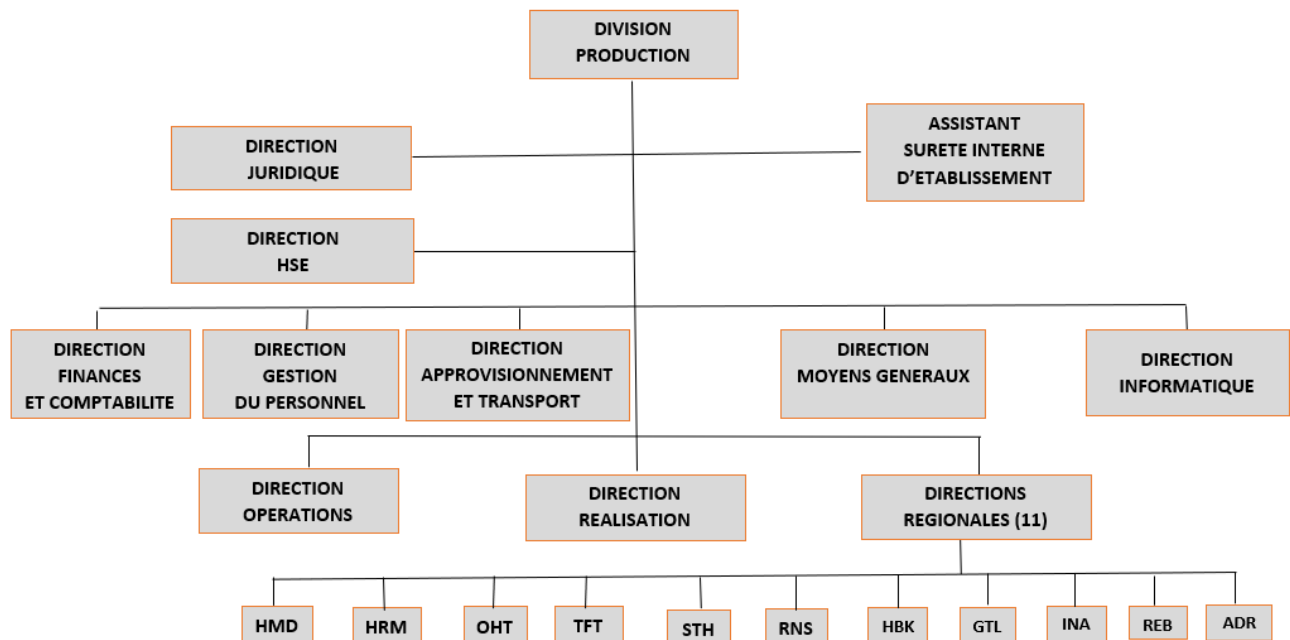 DIVISION
PRODUCTION
DIRECTION
JURIDIQUE
ASSISTANT
SURETE INTERNE
D’ETABLISSEMENT
DIRECTION
HSE
DIRECTION
FINANCES
ET COMPTABILITE
DIRECTION
GESTION
DU PERSONNEL
DIRECTION
APPROVISIONNEMENT
ET TRANSPORT
DIRECTION
MOYENS GENERAUX
DIRECTION
INFORMATIQUE
DIRECTION
OPERATIONS
DIRECTION
REALISATION
DIRECTIONS
REGIONALES (11)
HMD
HRM
OHT
TFT
STH
RNS
HBK
GTL
INA
REB
ADR